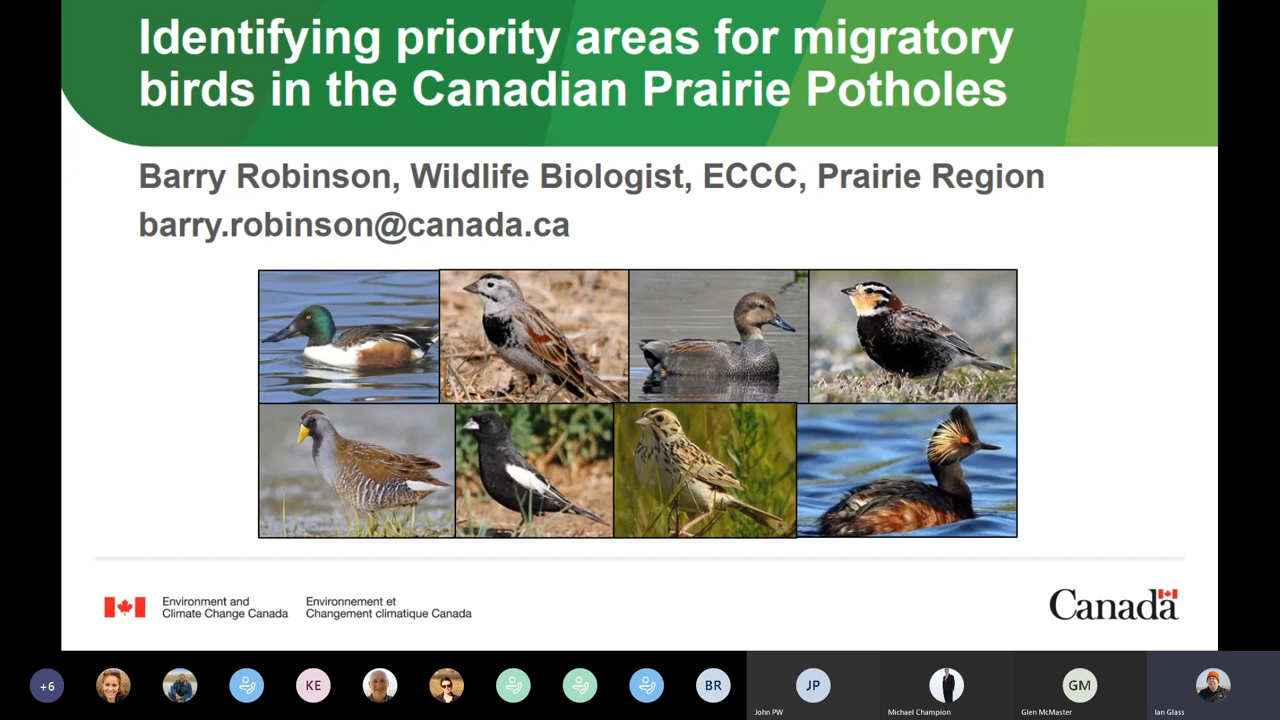 Identifying priority areas for migratory
birds in the Canadian Prairie Potholes
Barry Robinson, Wildlife Biologist, ECCC, Prairie Region
barry.robinson@canada.ca
Environment and
Climate Change Canada
Environnement et
Changement climatique Canada
Canada
+6
KE
BR
JP
John PW
Michael Champion
GM
Glen McMaster
Ian Glass